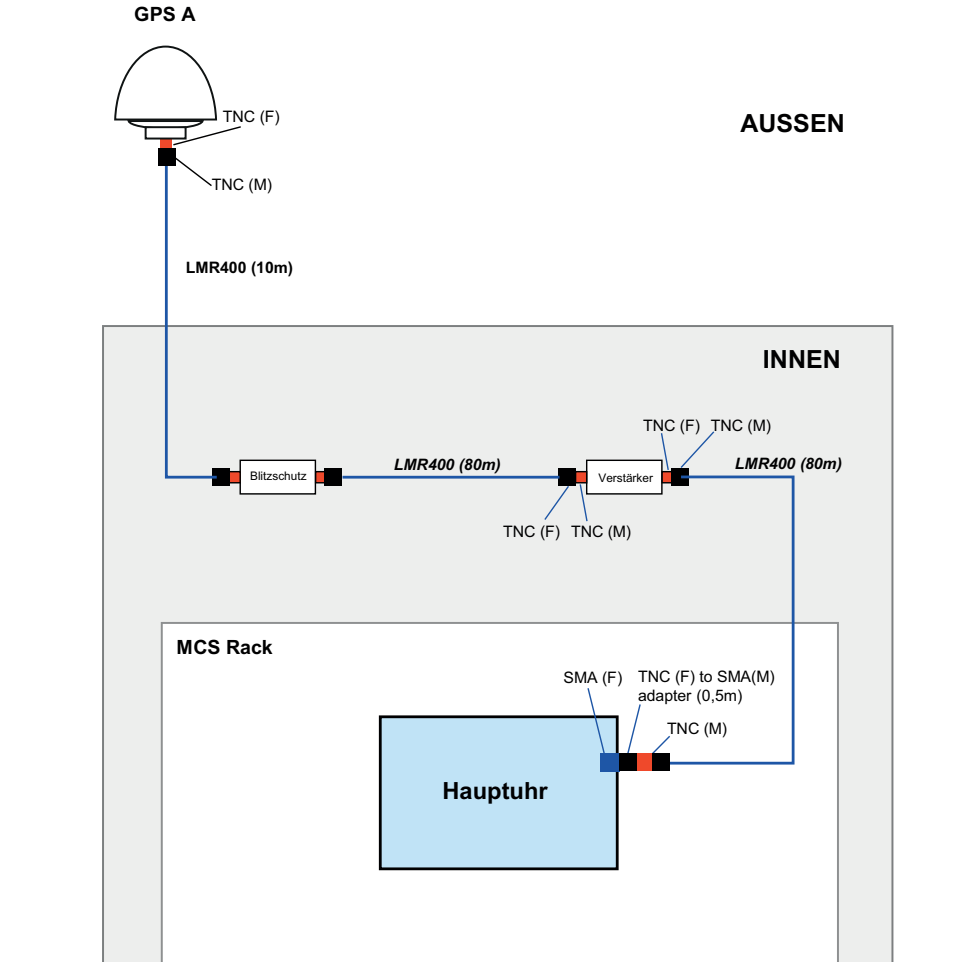 GPS A
TNC (F)
AUSSEN
TNC (M)
LMR400 (10m)
INNEN
TNC (F) TNC (M)
LMR400 (80m)
LMR400 (80m)
Blitzschutz
Verstärker
TNC (F) TNC (M)
MCS Rack
SMA (F)
TNC (F) to SMA(M)
adapter (0,5m)
TNC (M)
Hauptuhr